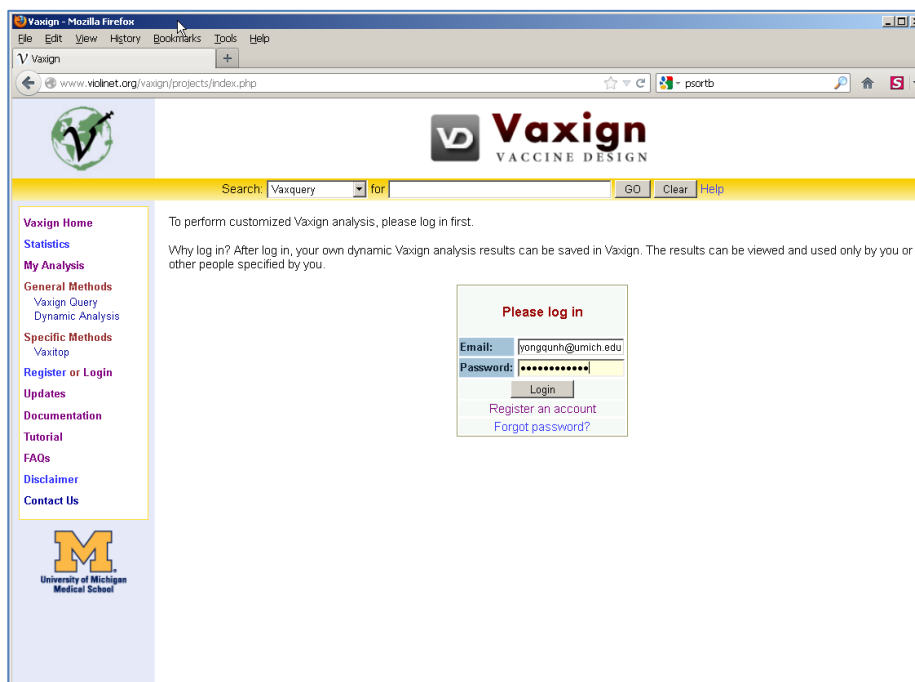 Vaxign - Mozilla Firefox
File Edit View History Bookmarks Tools Help
Vaxign
www.violinet.org/vaxign/projects/index.php
psortb
S
VD Vaxign
VACCINE DESIGN
Search: Vaxquery for GO Clear Help
Vaxign Home
Statistics
My Analysis
General Methods
Vaxign Query
Dynamic Analysis
Specific Methods
Vaxitop
Register or Login
Updates
Documentation
Tutorial
FAQs
Disclaimer
Contact Us
M
University of Michigan
Medical School
To perform customized Vaxign analysis, please log in first.
Why log in? After log in, your own dynamic Vaxign analysis results can be saved in Vaxign. The results can be viewed and used only by you or
other people specified by you.
Please log in
Email: yongqunh@umich.edu
Password: ••••••••••••
Login
Register an account
Forgot password?